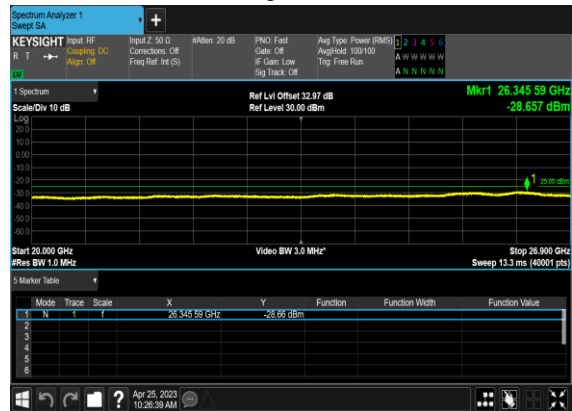 Spectrum Analyzer 1
Swept SA
+
KEYSIGHT Input: RF Input Z: 50 Ω #Atten: 20 dB PNO: Fast Avg Type: Power (RMS) 1 2 3 4 5 6
R T Coupling: DC Corrections: Off Gate: Off Avg|Hold: 100/100 A W W W W W
Align: Off Freq Ref: Int (S) IF Gain: Low Trig: Free Run
Sig Track: Off A N N N N N
1 Spectrum Ref Lvl Offset 32.97 dB Mkr1 26.345 59 GHz
Scale/Div 10 dB Ref Level 30.00 dBm -28.657 dBm
Log
20.0
10.0
0.00
-10.0
1 -25.00 dBm
-20.0
-30.0
-40.0
-50.0
-60.0
Start 20.000 GHz Video BW 3.0 MHz* Stop 26.900 GHz
#Res BW 1.0 MHz Sweep 13.3 ms (40001 pts)
5 Marker Table
Mode Trace Scale X Y Function Function Width Function Value
1 N 1 f 26.345 59 GHz -28.66 dBm
2
3
4
5
6
? Apr 25, 2023
10:26:39 AM